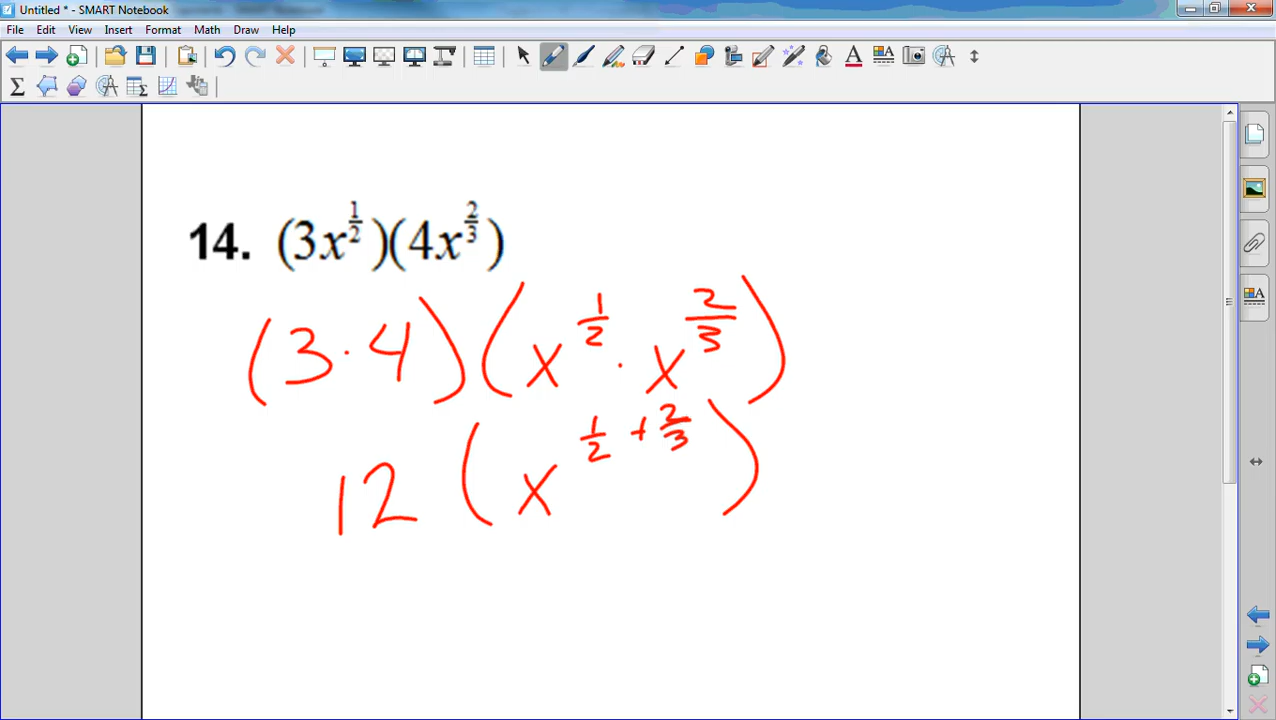 Untitled * - SMART Notebook
File Edit View Insert Format Math Draw Help
14. (3x^{1/2})(4x^{2/3})
(3·4)(x^{1/2} · x^{2/3})
12 (x^{1/2 + 2/3})